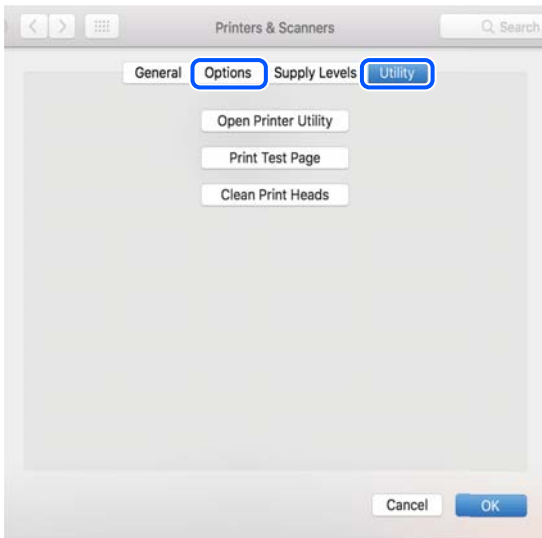 Printers & Scanners
Search
General Options Supply Levels Utility
Open Printer Utility
Print Test Page
Clean Print Heads
Cancel OK